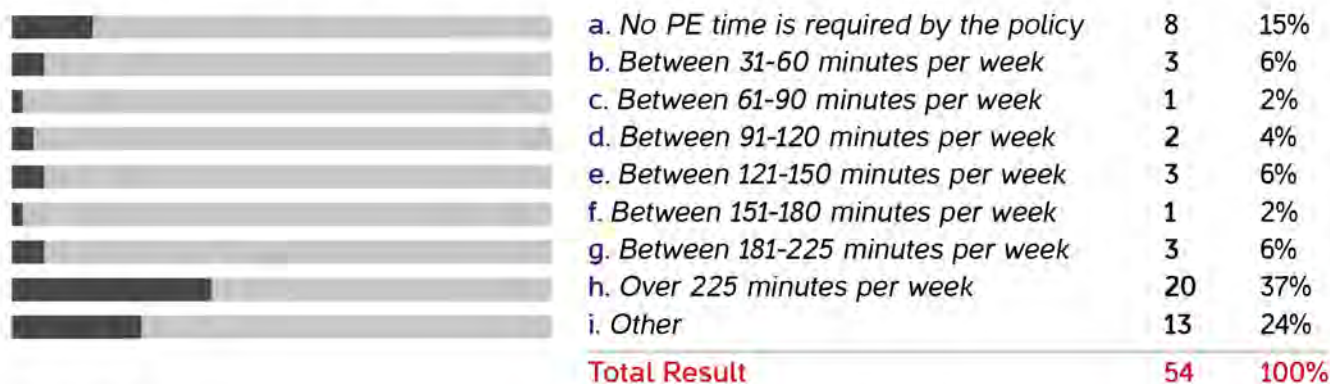 a. No PE time is required by the policy 8 15%
b. Between 31-60 minutes per week 3 6%
c. Between 61-90 minutes per week 1 2%
d. Between 91-120 minutes per week 2 4%
e. Between 121-150 minutes per week 3 6%
f. Between 151-180 minutes per week 1 2%
g. Between 181-225 minutes per week 3 6%
h. Over 225 minutes per week 20 37%
i. Other 13 24%
Total Result 54 100%